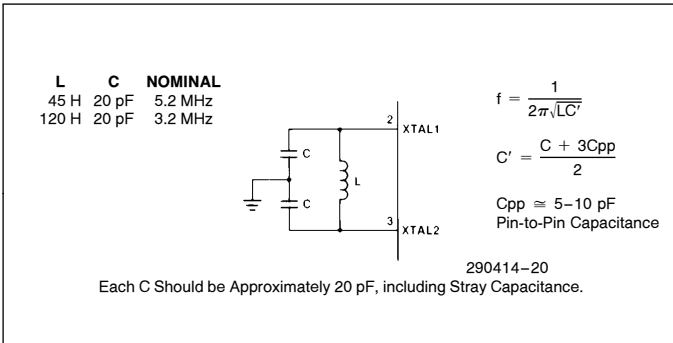 L C NOMINAL
45 H 20 pF 5.2 MHz
120 H 20 pF 3.2 MHz
C
C
L
2
XTAL1
3
XTAL2
f = 1 / 2π√LC′
C′ = C + 3Cpp / 2
Cpp ≅ 5–10 pF
Pin-to-Pin Capacitance
290414–20
Each C Should be Approximately 20 pF, including Stray Capacitance.